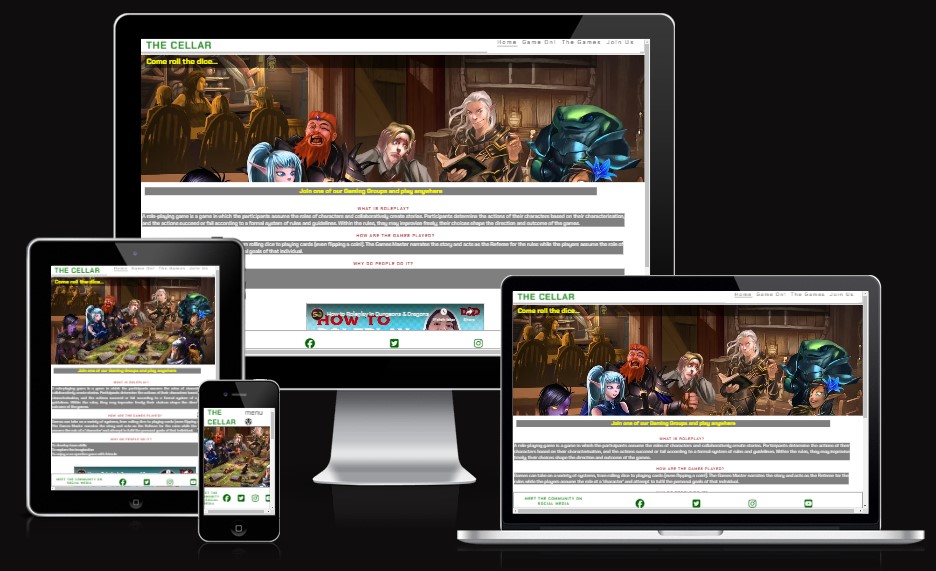 THE CELLAR
Home Game On! The Games Join Us
Come roll the dice...
Join one of our Gaming Groups and play anywhere
WHAT IS ROLEPLAY?
A role-playing game is a game in which the participants assume the roles of characters and collaboratively create stories. Participants determine the actions of their characters based on their characterisation,
and the actions succeed or fail according to a formal system of rules and guidelines. Within the rules, they may improvise freely; their choices shape the direction and outcome of the games.
HOW ARE THE GAMES PLAYED?
from rolling dice to playing cards (even flipping a coin!). The Games Master narrates the story and acts as the Referee for the rules while the players assume the role of
goals of that individual.
WHY DO PEOPLE DO IT?
How to Roleplay in Dungeons & Dragons
HOW TO
THE CELLAR
Home Game On! The Games Join Us
Come roll the dice...
Join one of our Gaming Groups and play anywhere
WHAT IS ROLEPLAY?
HOW ARE THE GAMES PLAYED?
WHY DO PEOPLE DO IT?
MEET THE COMMUNITY ON
SOCIAL MEDIA
THE
CELLAR
menu
THE CELLAR
Home Game On! The Games Join Us
Come roll the dice...
Join one of our Gaming Groups and play anywhere
WHAT IS ROLEPLAY?
A role-playing game is a game in which the participants assume the roles of characters and collaboratively create stories. Participants determine the actions of their
characters based on their characterisation, and the actions succeed or fail according to a formal system of rules and guidelines. Within the rules, they may improvise
freely; their choices shape the direction and outcome of the games.
HOW ARE THE GAMES PLAYED?
Games can take on a variety of systems, from rolling dice to playing cards (even flipping a coin!). The Games Master narrates the story and acts as the Referee for the
rules while the players assume the role of a 'character' and attempt to fulfil the personal goals of that individual.
MEET THE COMMUNITY ON
SOCIAL MEDIA